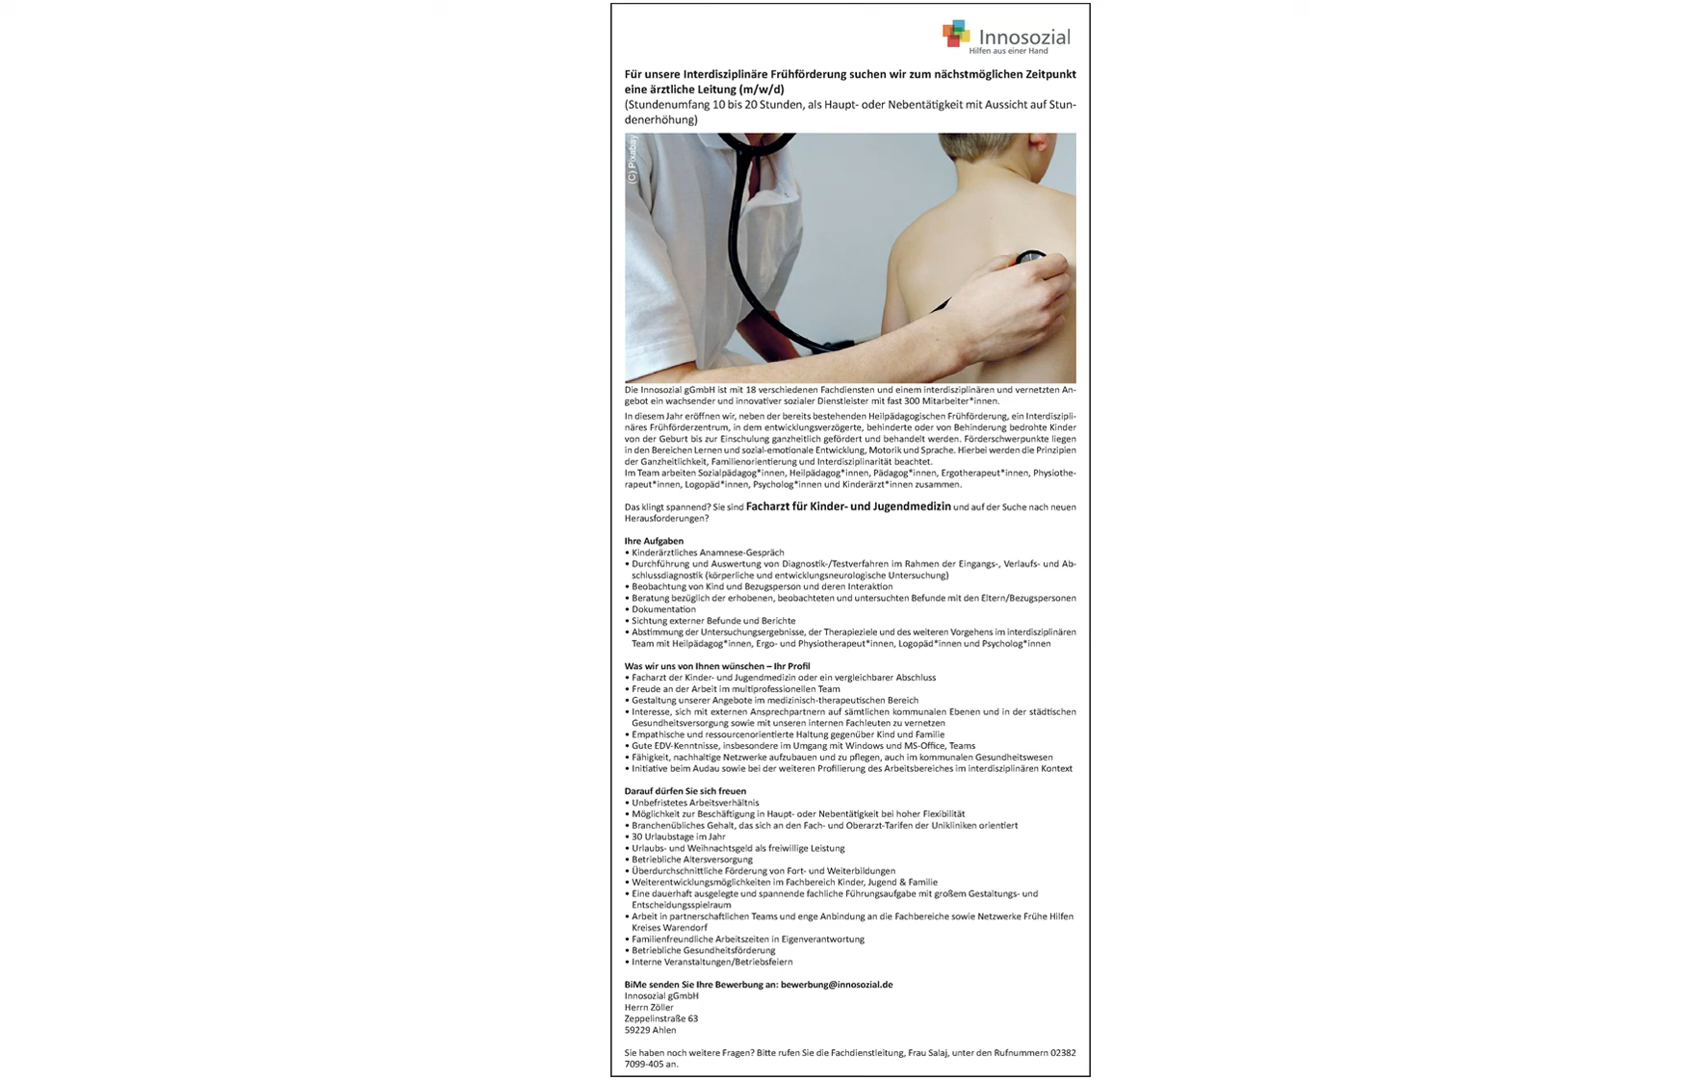 Innosozial
Hilfen aus einer Hand
Für unsere Interdisziplinäre Frühförderung suchen wir zum nächstmöglichen Zeitpunkt
eine ärztliche Leitung (m/w/d)
(Stundenumfang 10 bis 20 Stunden, als Haupt- oder Nebentätigkeit mit Aussicht auf Stun-
denerhöhung)
(C) Pixabay
Die Innosozial gGmbH ist mit 18 verschiedenen Fachdiensten und einem interdisziplinären und vernetzten An-
gebot ein wachsender und innovativer sozialer Dienstleister mit fast 300 Mitarbeiter*innen.
In diesem Jahr eröffnen wir, neben der bereits bestehenden Heilpädagogischen Frühförderung, ein Interdiszipli-
näres Frühförderzentrum, in dem entwicklungsverzögerte, behinderte oder von Behinderung bedrohte Kinder
von der Geburt bis zur Einschulung ganzheitlich gefördert und behandelt werden. Förderschwerpunkte liegen
in den Bereichen Lernen und sozial-emotionale Entwicklung, Motorik und Sprache. Hierbei werden die Prinzipien
der Ganzheitlichkeit, Familienorientierung und Interdisziplinarität beachtet.
Im Team arbeiten Sozialpädagog*innen, Heilpädagog*innen, Pädagog*innen, Ergotherapeut*innen, Physiothe-
rapeut*innen, Logopäd*innen, Psycholog*innen und Kinderärzt*innen zusammen.
Das klingt spannend? Sie sind Facharzt für Kinder- und Jugendmedizin und auf der Suche nach neuen
Herausforderungen?
Ihre Aufgaben
• Kinderärztliches Anamnese-Gespräch
• Durchführung und Auswertung von Diagnostik-/Testverfahren im Rahmen der Eingangs-, Verlaufs- und Ab-
schlussdiagnostik (körperliche und entwicklungsneurologische Untersuchung)
• Beobachtung von Kind und Bezugsperson und deren Interaktion
• Beratung bezüglich der erhobenen, beobachteten und untersuchten Befunde mit den Eltern/Bezugspersonen
• Dokumentation
• Sichtung externer Befunde und Berichte
• Abstimmung der Untersuchungsergebnisse, der Therapieziele und des weiteren Vorgehens im interdisziplinären
Team mit Heilpädagog*innen, Ergo- und Physiotherapeut*innen, Logopäd*innen und Psycholog*innen
Was wir uns von Ihnen wünschen – Ihr Profil
• Facharzt der Kinder- und Jugendmedizin oder ein vergleichbarer Abschluss
• Freude an der Arbeit im multiprofessionellen Team
• Gestaltung unserer Angebote im medizinisch-therapeutischen Bereich
• Interesse, sich mit externen Ansprechpartnern auf sämtlichen kommunalen Ebenen und in der städtischen
Gesundheitsversorgung sowie mit unseren internen Fachleuten zu vernetzen
• Empathische und ressourcenorientierte Haltung gegenüber Kind und Familie
• Gute EDV-Kenntnisse, insbesondere im Umgang mit Windows und MS-Office, Teams
• Fähigkeit, nachhaltige Netzwerke aufzubauen und zu pflegen, auch im kommunalen Gesundheitswesen
• Initiative beim Audau sowie bei der weiteren Profilierung des Arbeitsbereiches im interdisziplinären Kontext
Darauf dürfen Sie sich freuen
• Unbefristetes Arbeitsverhältnis
• Möglichkeit zur Beschäftigung in Haupt- oder Nebentätigkeit bei hoher Flexibilität
• Branchenübliches Gehalt, das sich an den Fach- und Oberarzt-Tarifen der Unikliniken orientiert
• 30 Urlaubstage im Jahr
• Urlaubs- und Weihnachtsgeld als freiwillige Leistung
• Betriebliche Altersversorgung
• Überdurchschnittliche Förderung von Fort- und Weiterbildungen
• Weiterentwicklungsmöglichkeiten im Fachbereich Kinder, Jugend & Familie
• Eine dauerhaft ausgelegte und spannende fachliche Führungsaufgabe mit großem Gestaltungs- und
Entscheidungsspielraum
• Arbeit in partnerschaftlichen Teams und enge Anbindung an die Fachbereiche sowie Netzwerke Frühe Hilfen
Kreises Warendorf
• Familienfreundliche Arbeitszeiten in Eigenverantwortung
• Betriebliche Gesundheitsförderung
• Interne Veranstaltungen/Betriebsfeiern
BiMe senden Sie Ihre Bewerbung an: bewerbung@innosozial.de
Innosozial gGmbH
Herrn Zöller
Zeppelinstraße 63
59229 Ahlen
Sie haben noch weitere Fragen? Bitte rufen Sie die Fachdienstleitung, Frau Salaj, unter den Rufnummern 02382
7099-405 an.